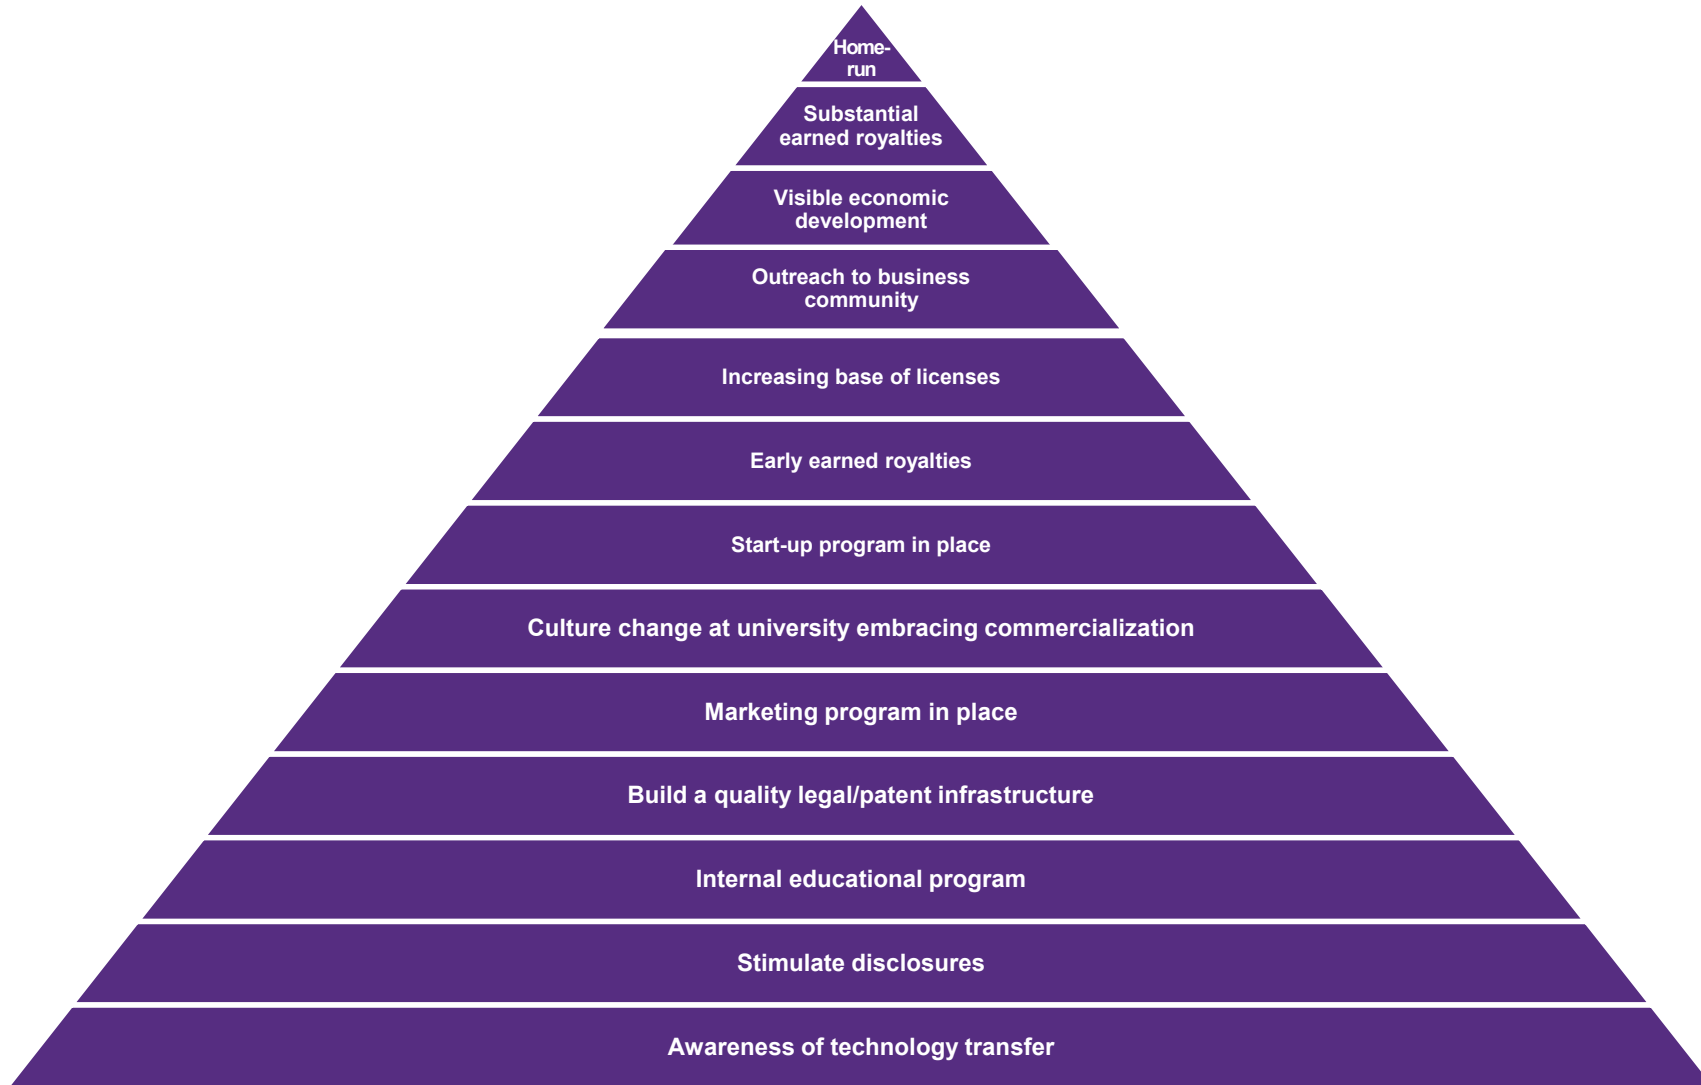 Home-
run
Substantial
earned royalties
Visible economic
development
Outreach to business
community
Increasing base of licenses
Early earned royalties
Start-up program in place
Culture change at university embracing commercialization
Marketing program in place
Build a quality legal/patent infrastructure
Internal educational program
Stimulate disclosures
Awareness of technology transfer